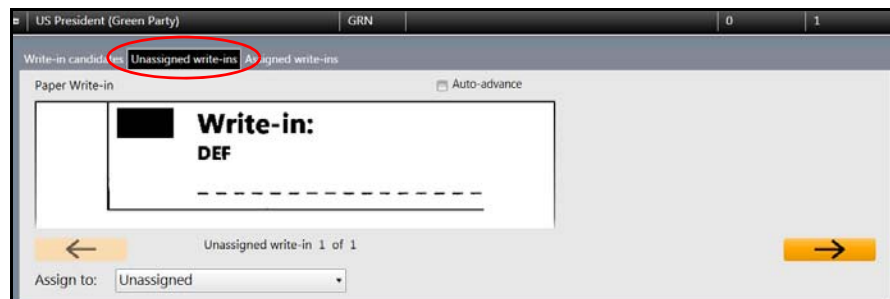 US President (Green Party) GRN 0 1
Write-in candidates Unassigned write-ins Assigned write-ins
Paper Write-in Auto-advance
Write-in:
DEF
Unassigned write-in 1 of 1
Assign to: Unassigned